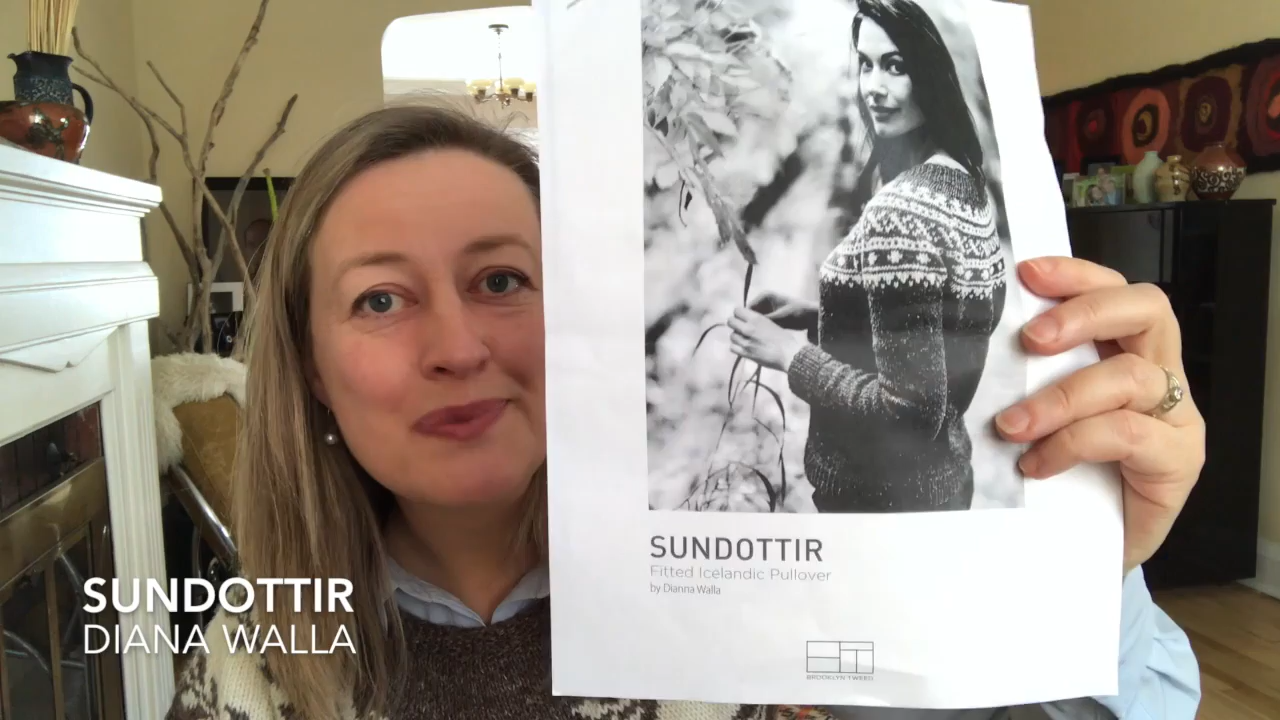 SUNDOTTIR
Fitted Icelandic Pullover
by Dianna Walla
BROOKLYN TWEED
SUNDOTTIR
DIANA WALLA